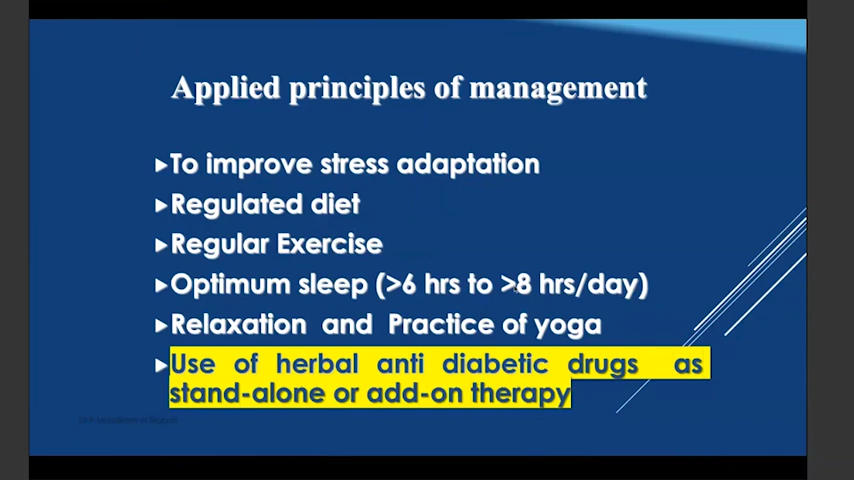 Applied principles of management
To improve stress adaptation
Regulated diet
Regular Exercise
Optimum sleep (>6 hrs to >8 hrs/day)
Relaxation and Practice of yoga
Use of herbal anti diabetic drugs as
stand-alone or add-on therapy